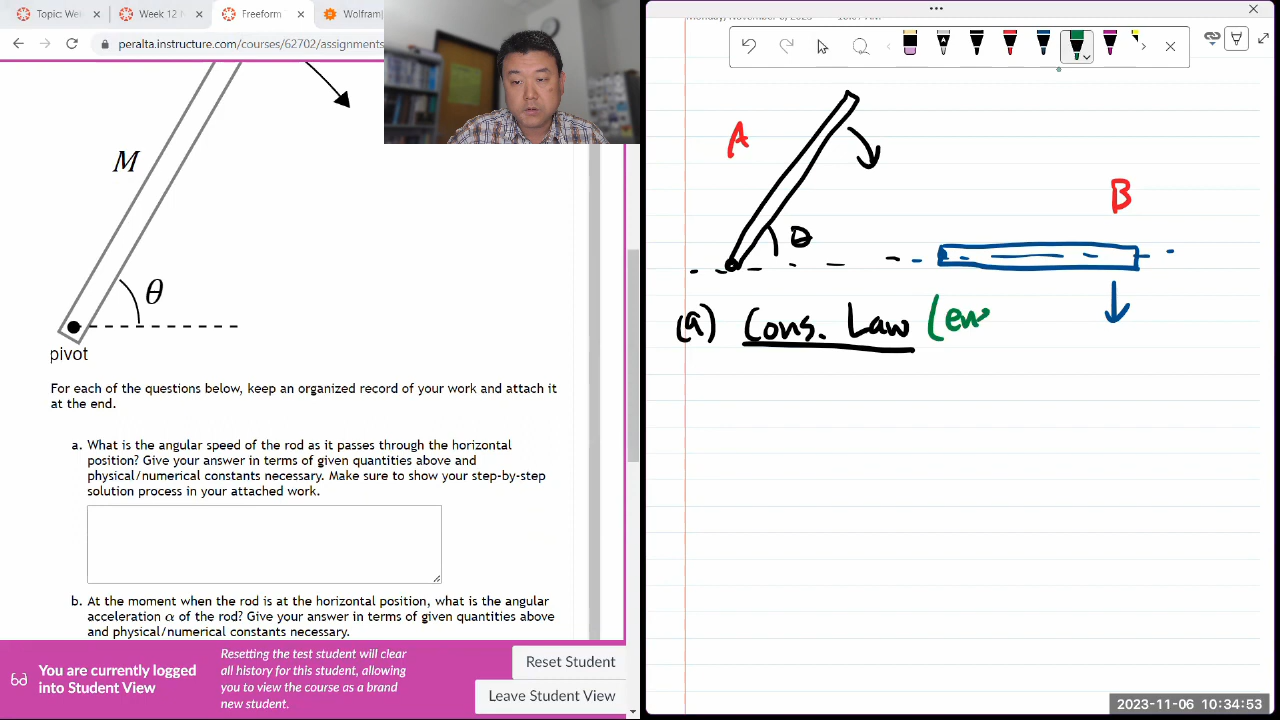 Topic We
Week 12 M
Freeform
Wolfram|
peralta.instructure.com/courses/62702/assignments
M
θ
pivot
For each of the questions below, keep an organized record of your work and attach it
at the end.
a. What is the angular speed of the rod as it passes through the horizontal
position? Give your answer in terms of given quantities above and
physical/numerical constants necessary. Make sure to show your step-by-step
solution process in your attached work.
b. At the moment when the rod is at the horizontal position, what is the angular
acceleration α of the rod? Give your answer in terms of given quantities above
and physical/numerical constants necessary.
You are currently logged
into Student View
Resetting the test student will clear
all history for this student, allowing
you to view the course as a brand
new student.
Reset Student
Leave Student View
A
B
θ
(a) Cons. Law (en
2023-11-06 10:34:53